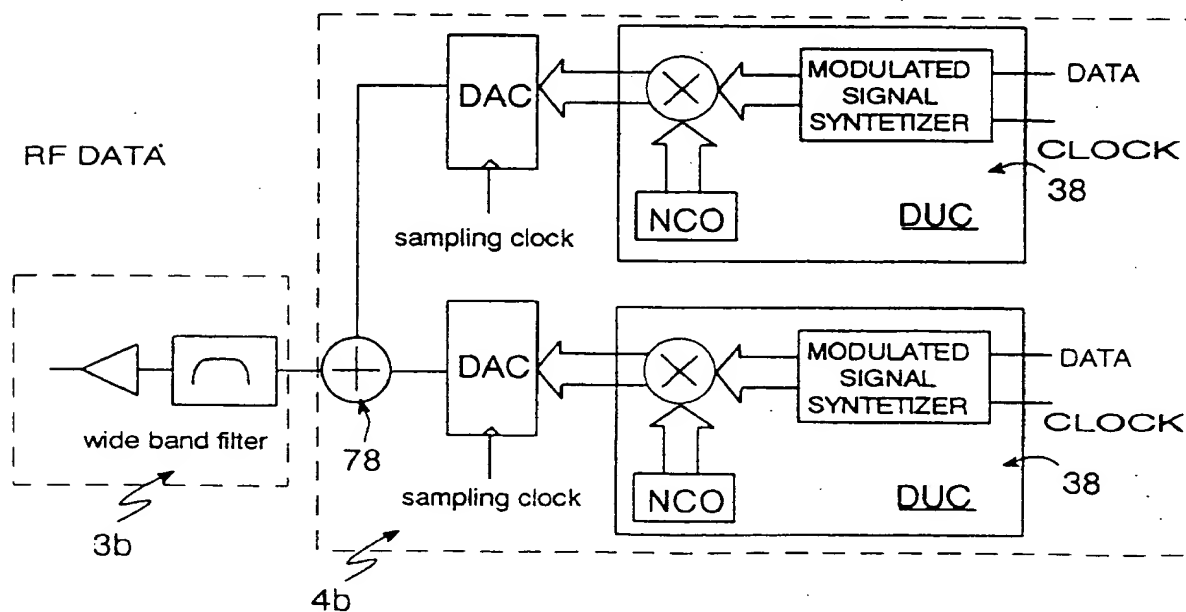 DAC
MODULATED
SIGNAL
SYNTETIZER
DATA
CLOCK
38
NCO
DUC
sampling clock
RF DATA
DAC
MODULATED
SIGNAL
SYNTETIZER
DATA
CLOCK
38
NCO
DUC
sampling clock
wide band filter
78
3b
4b